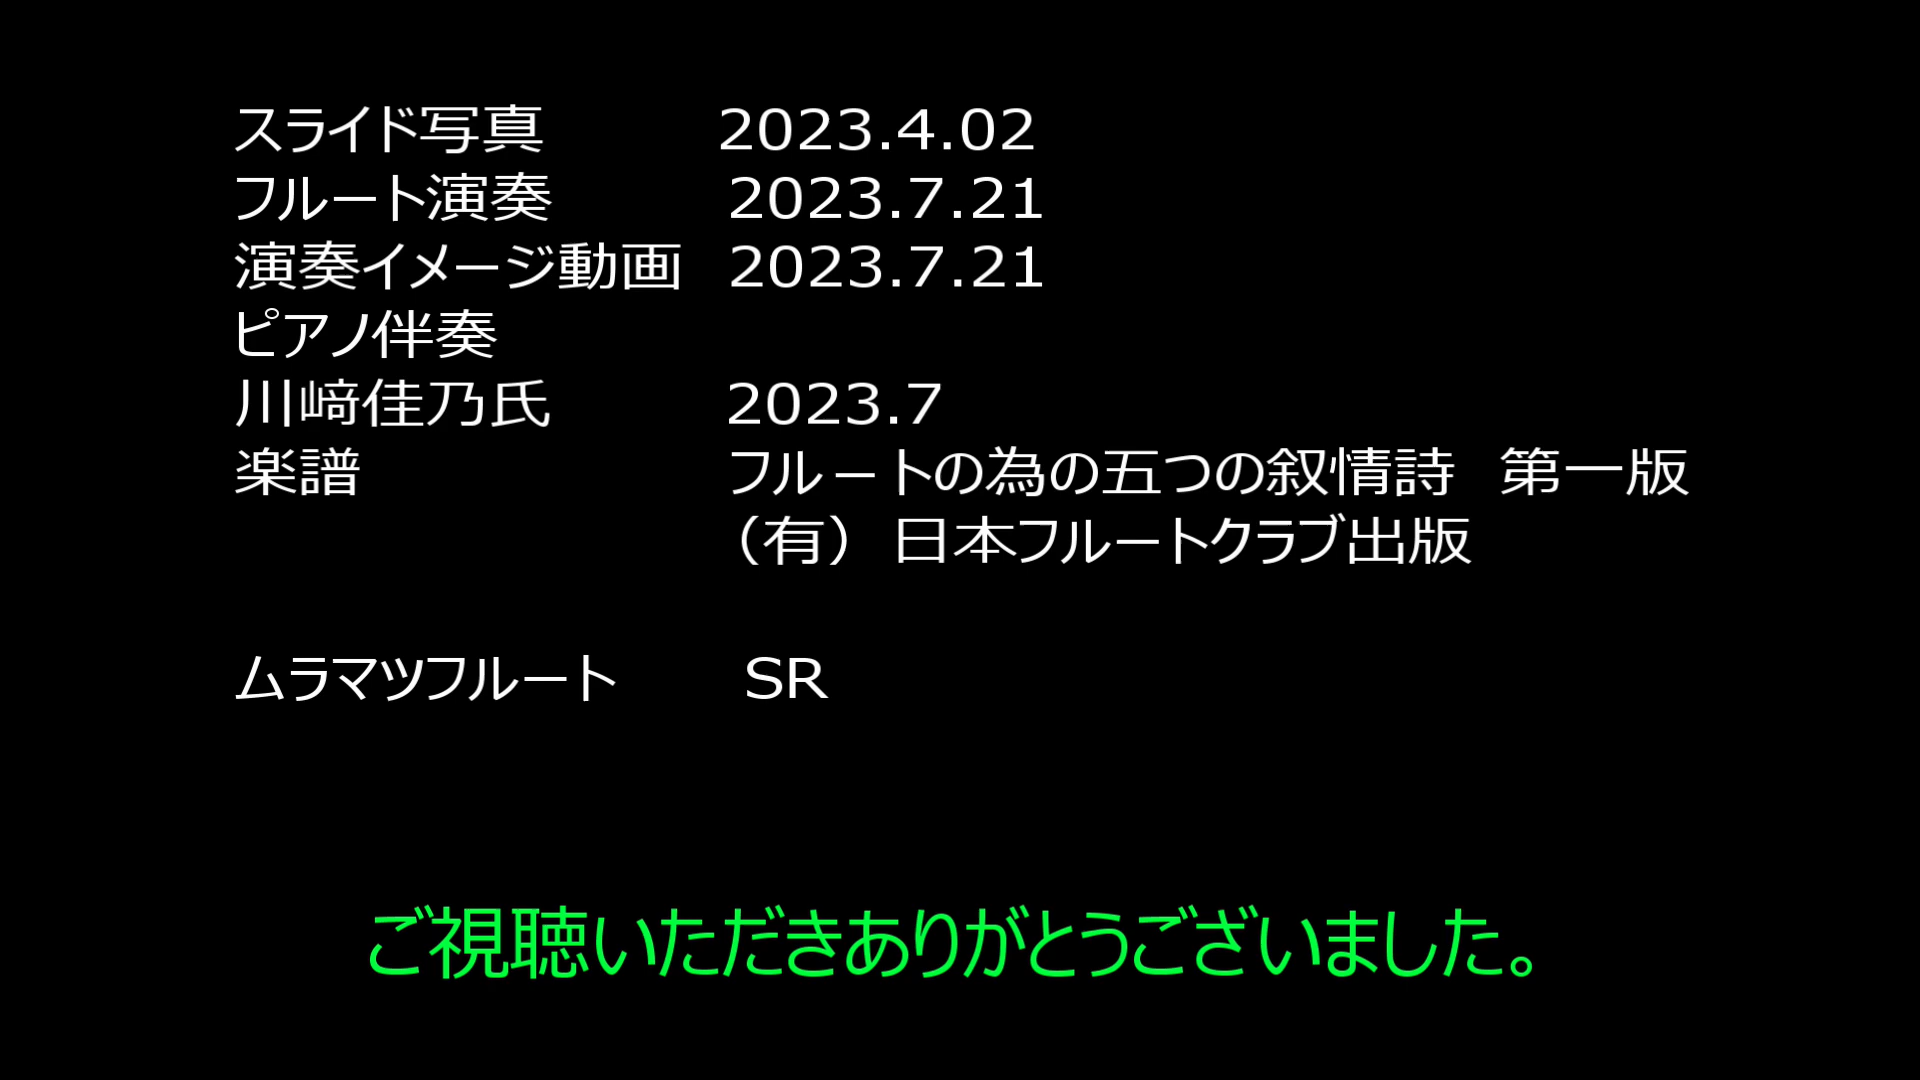 スライド写真　　　2023.4.02
フルート演奏　　　2023.7.21
演奏イメージ動画　2023.7.21
ピアノ伴奏
川﨑佳乃氏　　　2023.7
楽譜　　　フル－トの為の五つの叙情詩　第一版
（有）日本フルートクラブ出版
ムラマツフルート　　SR
ご視聴いただきありがとうございました。